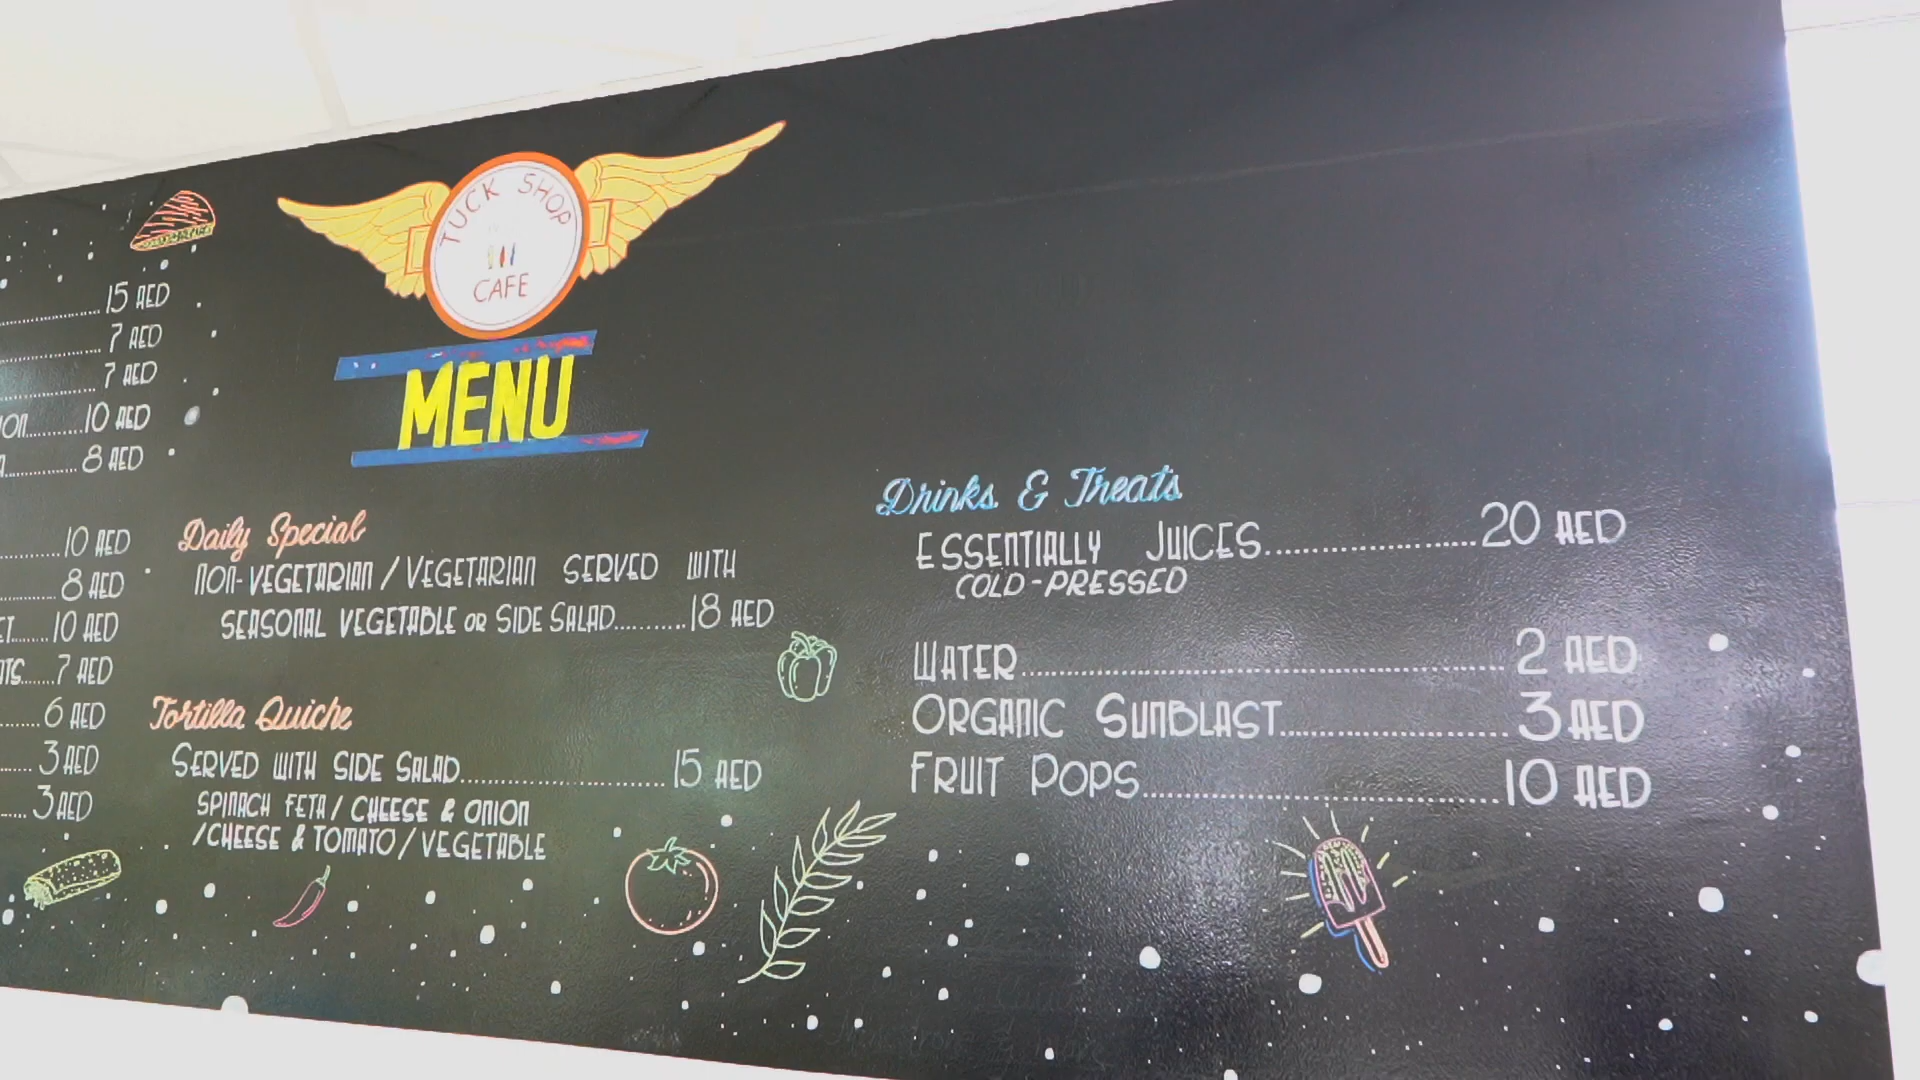 15 AED
7 AED
7 AED
10 AED
8 AED
10 AED
8 AED
10 AED
7 AED
6 AED
3 AED
3 AED
TUCK SHOP
CAFE
MENU
Daily Special
NON-VEGETARIAN / VEGETARIAN SERVED WITH
SEASONAL VEGETABLE OR SIDE SALAD..........18 AED
Tortilla Quiche
SERVED WITH SIDE SALAD..........................15 AED
SPINACH FETA / CHEESE & ONION
/CHEESE & TOMATO / VEGETABLE
Drinks & Treats
ESSENTIALLY JUICES..........................20 AED
COLD-PRESSED
WATER..........................2 AED
ORGANIC SUNBLAST..........................3 AED
FRUIT POPS..........................10 AED